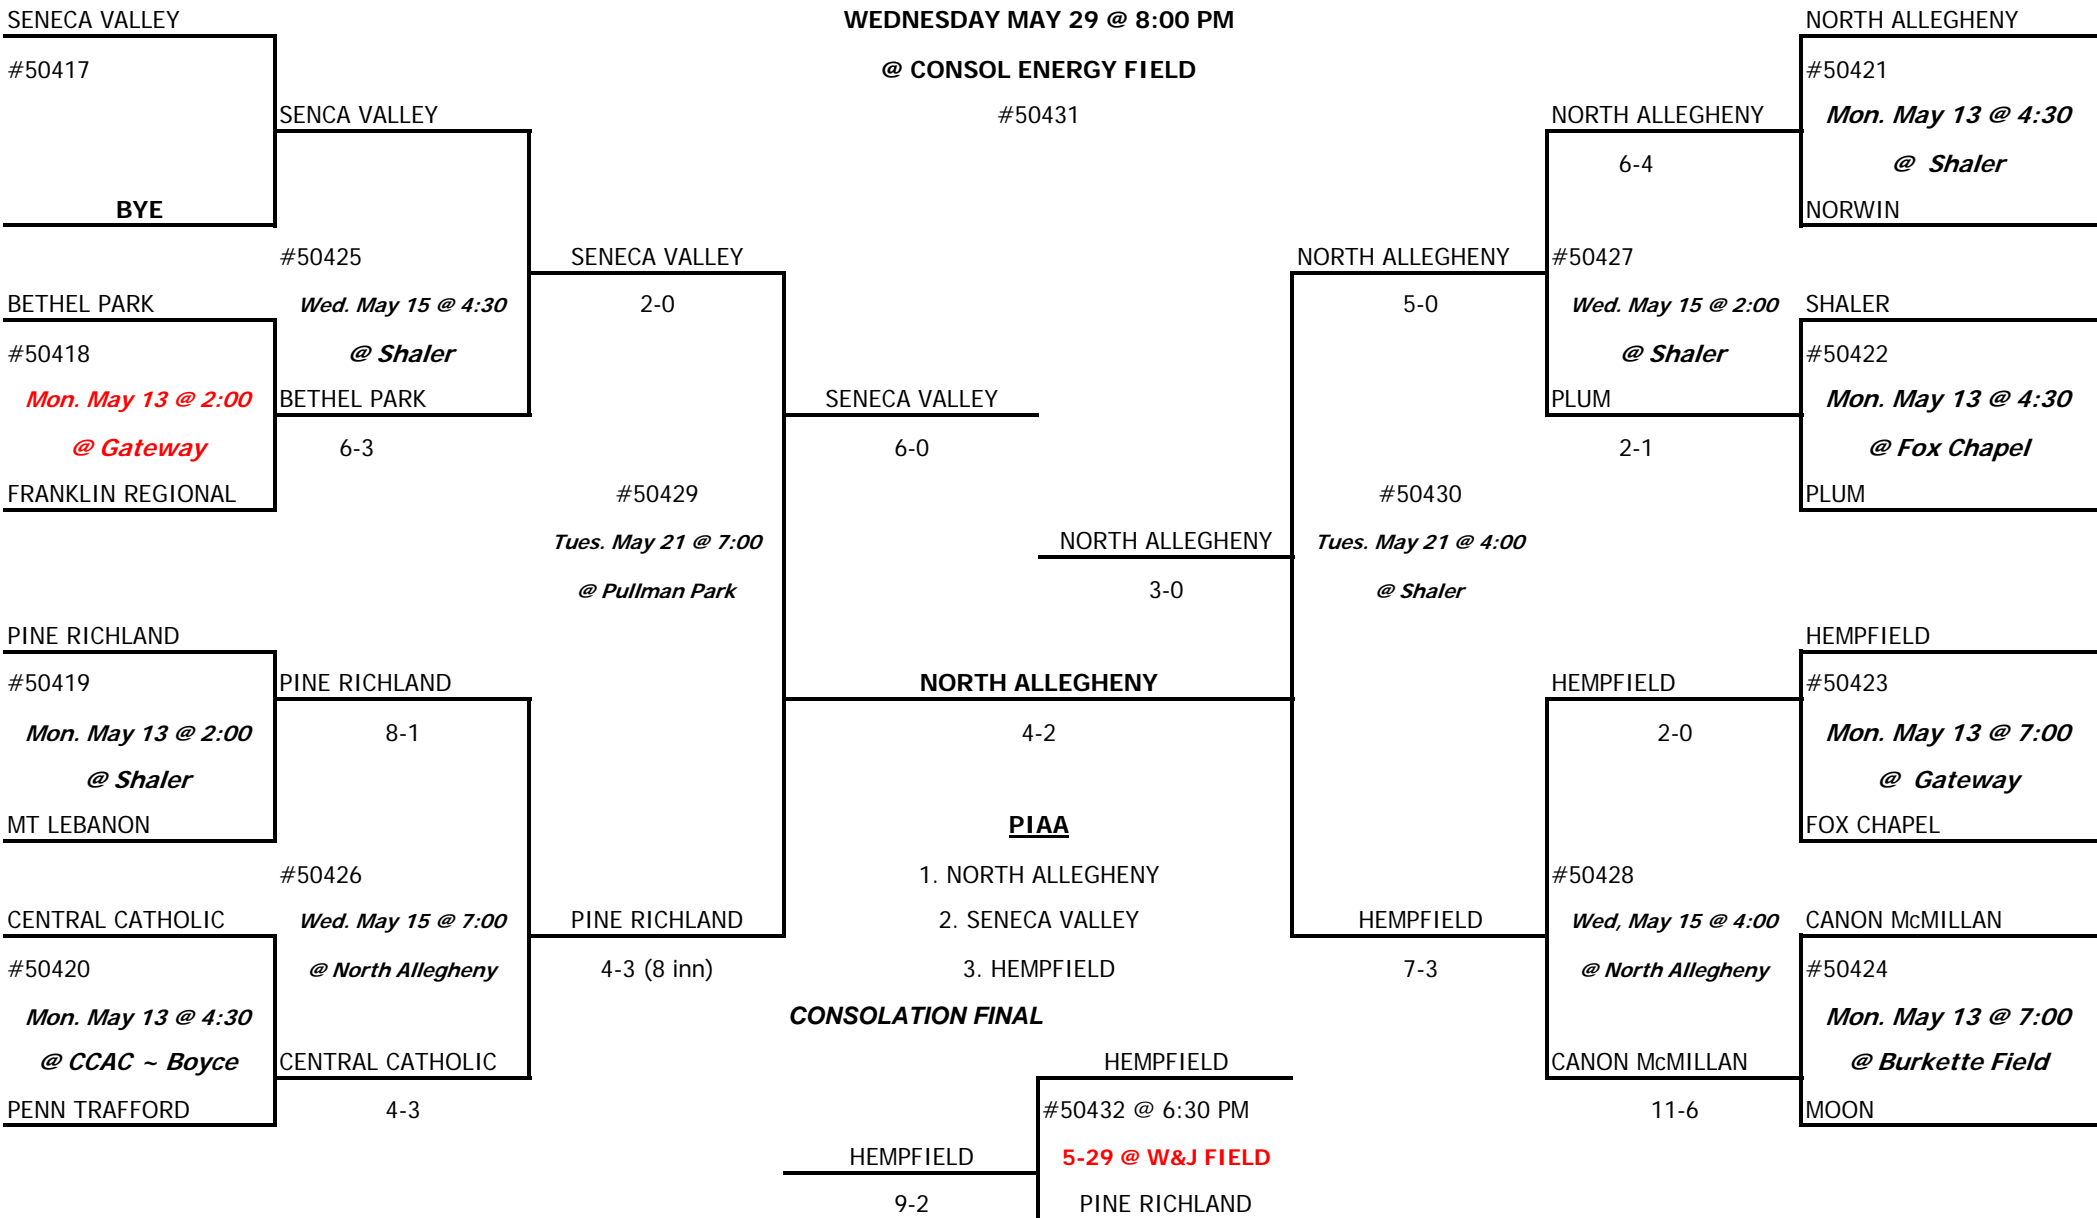 SENECA VALLEY
WEDNESDAY MAY 29 @ 8:00 PM
NORTH ALLEGHENY
#50417
@ CONSOL ENERGY FIELD
#50421
SENCA VALLEY
#50431
NORTH ALLEGHENY
Mon. May 13 @ 4:30
6-4
@ Shaler
BYE
NORWIN
#50425
SENECA VALLEY
NORTH ALLEGHENY
#50427
BETHEL PARK
Wed. May 15 @ 4:30
2-0
5-0
Wed. May 15 @ 2:00
SHALER
#50418
@ Shaler
@ Shaler
#50422
Mon. May 13 @ 2:00
BETHEL PARK
SENECA VALLEY
PLUM
Mon. May 13 @ 4:30
@ Gateway
6-3
6-0
2-1
@ Fox Chapel
FRANKLIN REGIONAL
#50429
#50430
PLUM
Tues. May 21 @ 7:00
NORTH ALLEGHENY
Tues. May 21 @ 4:00
@ Pullman Park
3-0
@ Shaler
PINE RICHLAND
HEMPFIELD
#50419
PINE RICHLAND
NORTH ALLEGHENY
HEMPFIELD
#50423
Mon. May 13 @ 2:00
8-1
4-2
2-0
Mon. May 13 @ 7:00
@ Shaler
@ Gateway
MT LEBANON
PIAA
FOX CHAPEL
#50426
1. NORTH ALLEGHENY
#50428
CENTRAL CATHOLIC
Wed. May 15 @ 7:00
PINE RICHLAND
2. SENECA VALLEY
HEMPFIELD
Wed, May 15 @ 4:00
CANON McMILLAN
#50420
@ North Allegheny
4-3 (8 inn)
3. HEMPFIELD
7-3
@ North Allegheny
#50424
Mon. May 13 @ 4:30
CONSOLATION FINAL
Mon. May 13 @ 7:00
@ CCAC ~ Boyce
CENTRAL CATHOLIC
HEMPFIELD
CANON McMILLAN
@ Burkette Field
PENN TRAFFORD
4-3
#50432 @ 6:30 PM
11-6
MOON
HEMPFIELD
5-29 @ W&J FIELD
9-2
PINE RICHLAND